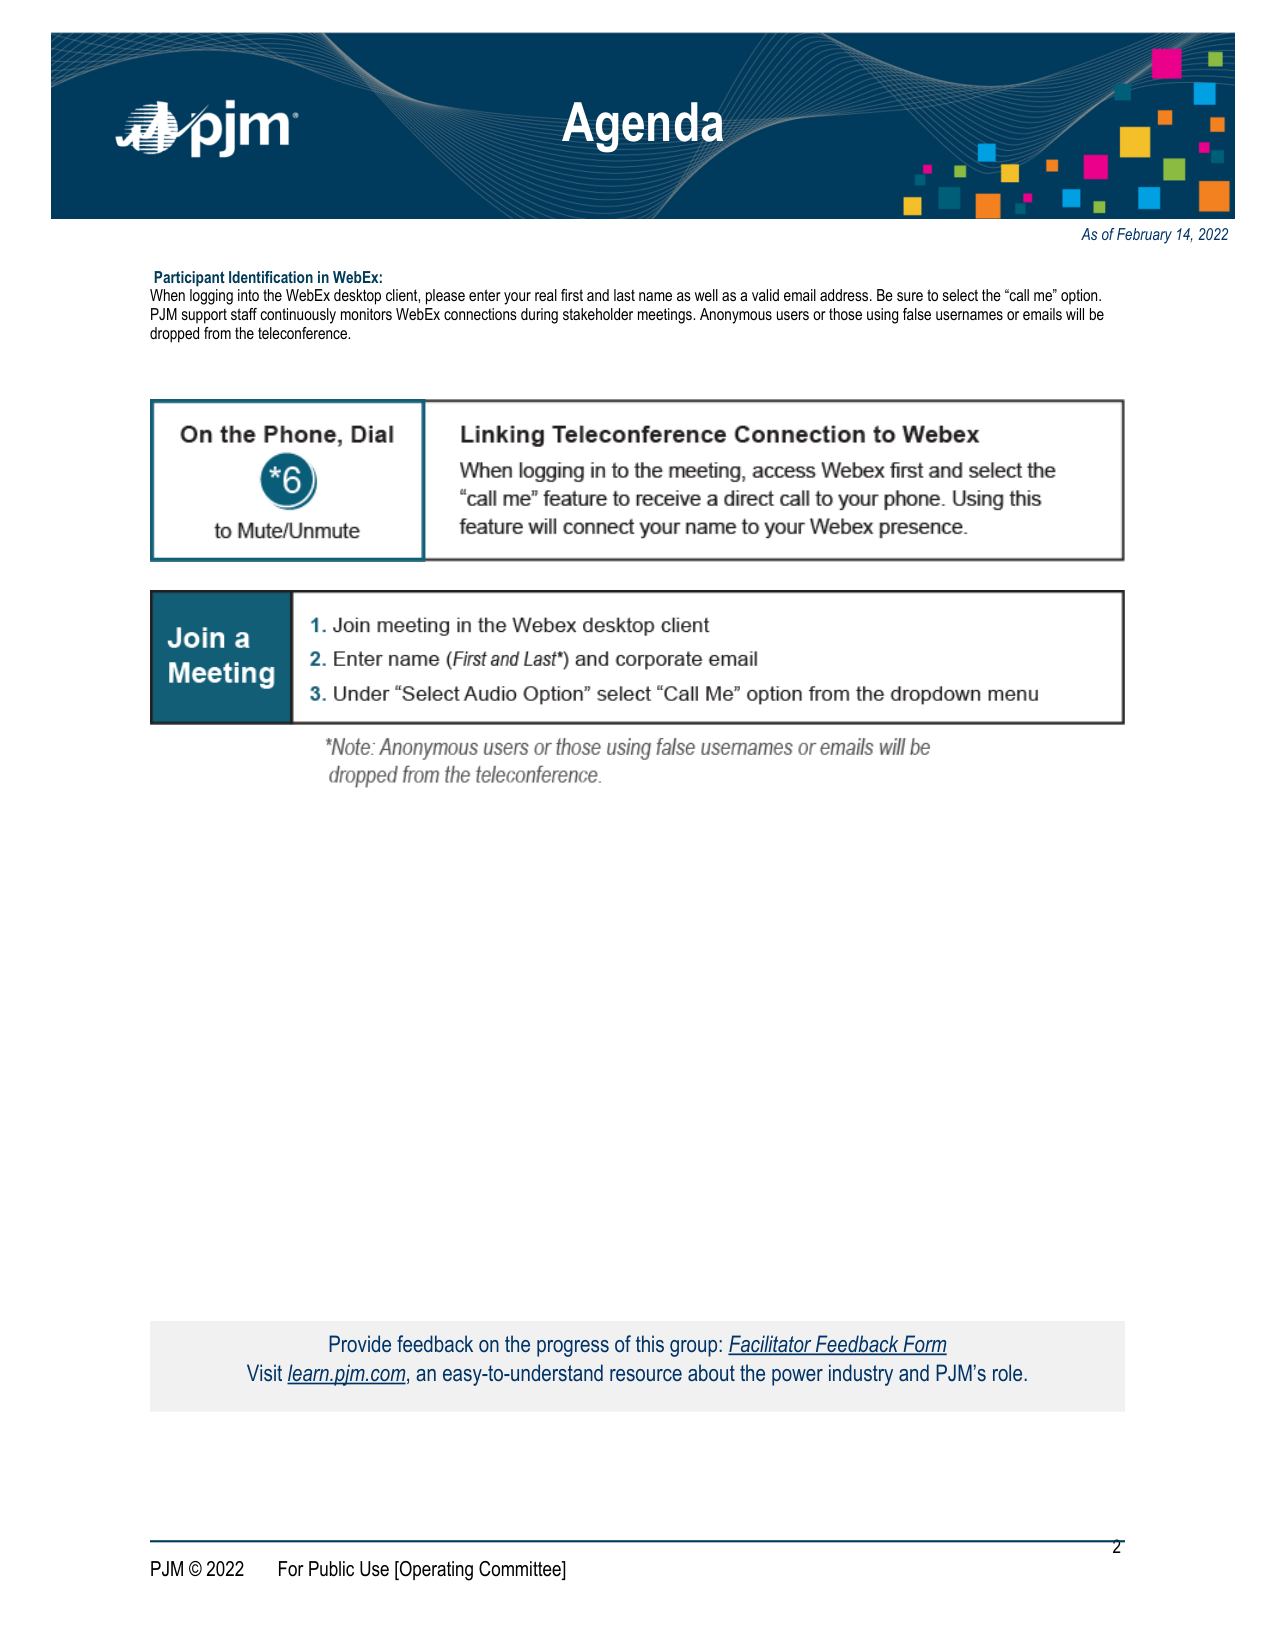 pjm®
Agenda
As of February 14, 2022
Participant Identification in WebEx:
When logging into the WebEx desktop client, please enter your real first and last name as well as a valid email address. Be sure to select the “call me” option.
PJM support staff continuously monitors WebEx connections during stakeholder meetings. Anonymous users or those using false usernames or emails will be
dropped from the teleconference.
On the Phone, Dial
*6
to Mute/Unmute
Linking Teleconference Connection to Webex
When logging in to the meeting, access Webex first and select the
“call me” feature to receive a direct call to your phone. Using this
feature will connect your name to your Webex presence.
Join a
Meeting
1. Join meeting in the Webex desktop client
2. Enter name (First and Last*) and corporate email
3. Under “Select Audio Option” select “Call Me” option from the dropdown menu
*Note: Anonymous users or those using false usernames or emails will be
dropped from the teleconference.
Provide feedback on the progress of this group: Facilitator Feedback Form
Visit learn.pjm.com, an easy-to-understand resource about the power industry and PJM’s role.
2
PJM © 2022 For Public Use [Operating Committee]